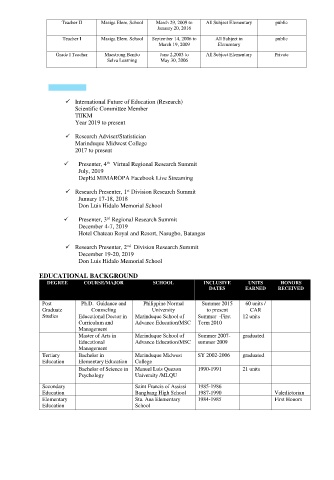 Teacher II Masiga Elem. School March 20, 2009 to All Subject Elementary public
January 20, 2016
Teacher I Masiga Elem. School September 14, 2006 to All Subject in public
March 19, 2009 Elementary
Grade I Teacher Munting Bundo June 2,2003 to All Subject Elementary Private
Selva Learning May 30, 2006
✓ International Future of Education (Research)
Scientific Committee Member
TIIKM
Year 2019 to present
✓ Research Adviser/Statistician
Marinduque Midwest College
2017 to present
✓ Presenter, 4th Virtual Regional Research Summit
July, 2019
DepEd MIMAROPA Facebook Live Streaming
✓ Research Presenter, 1st Division Research Summit
January 17-18, 2018
Don Luis Hidalgo Memorial School
✓ Presenter, 3rd Regional Research Summit
December 4-7, 2019
Hotel Chateau Royal and Resort, Nasugbo, Batangas
✓ Research Presenter, 2nd Division Research Summit
December 19-20, 2019
Don Luis Hidalgo Memorial School
EDUCATIONAL BACKGROUND
DEGREE COURSE/MAJOR SCHOOL INCLUSIVE UNITS HONORS
DATES EARNED RECEIVED
Post Ph.D. Guidance and Philippine Normal Summer 2015 60 units /
Graduate Counseling University to present CAR
Studies Educational Doctor in Marinduque School of Summer -First 12 units
Curriculum and Advance Education/MSC Term 2010
Management
Master of Arts in Marinduque School of Summer 2007- graduated
Educational Advance Education/MSC summer 2009
Management
Tertiary Bachelor in Marinduque Midwest SY 2002-2006 graduated
Education Elementary Education College
Bachelor of Science in Manuel Luis Quezon 1990-1991 21 units
Psychology University /MLQU
Secondary Saint Francis of Assissi 1985-1986
Education Bangbang High School 1987-1990 Valedictorian
Elementary Sta. Ana Elementary 1984-1985 First Honors
Education School